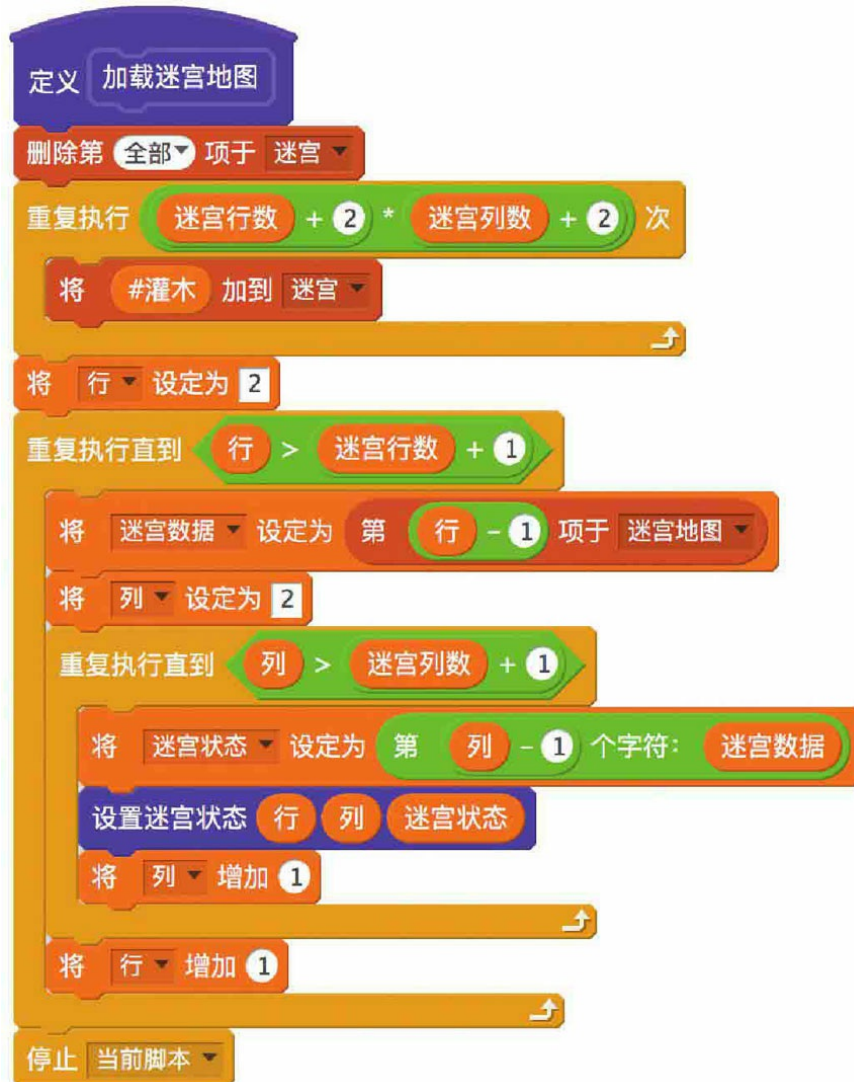 定义 加载迷宫地图
删除第 全部 项于 迷宫
重复执行 迷宫行数 + 2 * 迷宫列数 + 2 次
将 #灌木 加到 迷宫
将 行 设定为 2
重复执行直到 行 > 迷宫行数 + 1
将 迷宫数据 设定为 第 行 - 1 项于 迷宫地图
将 列 设定为 2
重复执行直到 列 > 迷宫列数 + 1
将 迷宫状态 设定为 第 列 - 1 个字符: 迷宫数据
设置迷宫状态 行 列 迷宫状态
将 列 增加 1
将 行 增加 1
停止 当前脚本